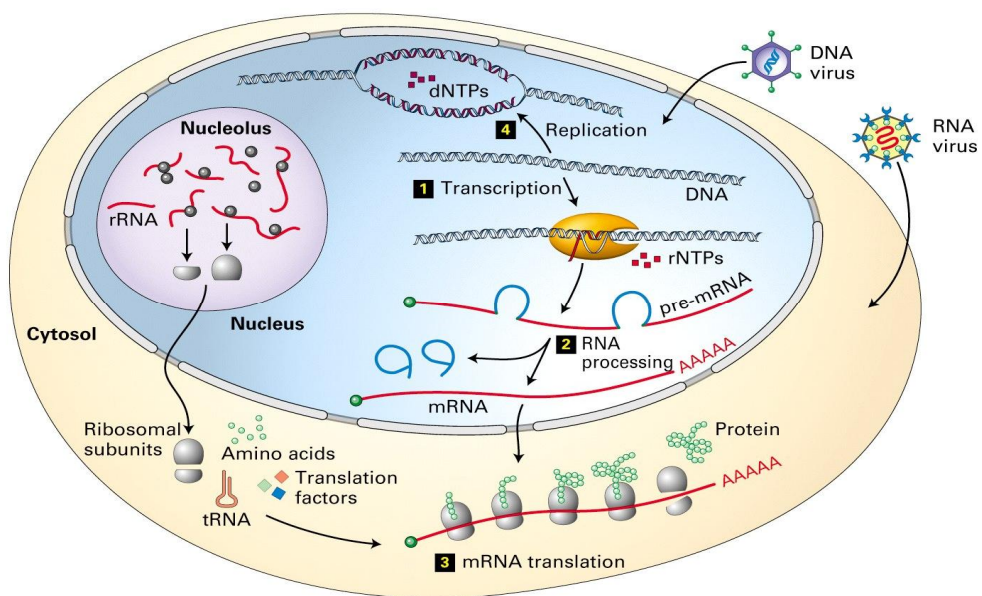 DNA
virus
RNA
virus
dNTPs
4 Replication
Nucleolus
1 Transcription
DNA
rRNA
rNTPs
pre-mRNA
Nucleus
Cytosol
2 RNA
processing
AAAAA
mRNA
Ribosomal
subunits
Amino acids
Translation
factors
tRNA
Protein
AAAAA
3 mRNA translation